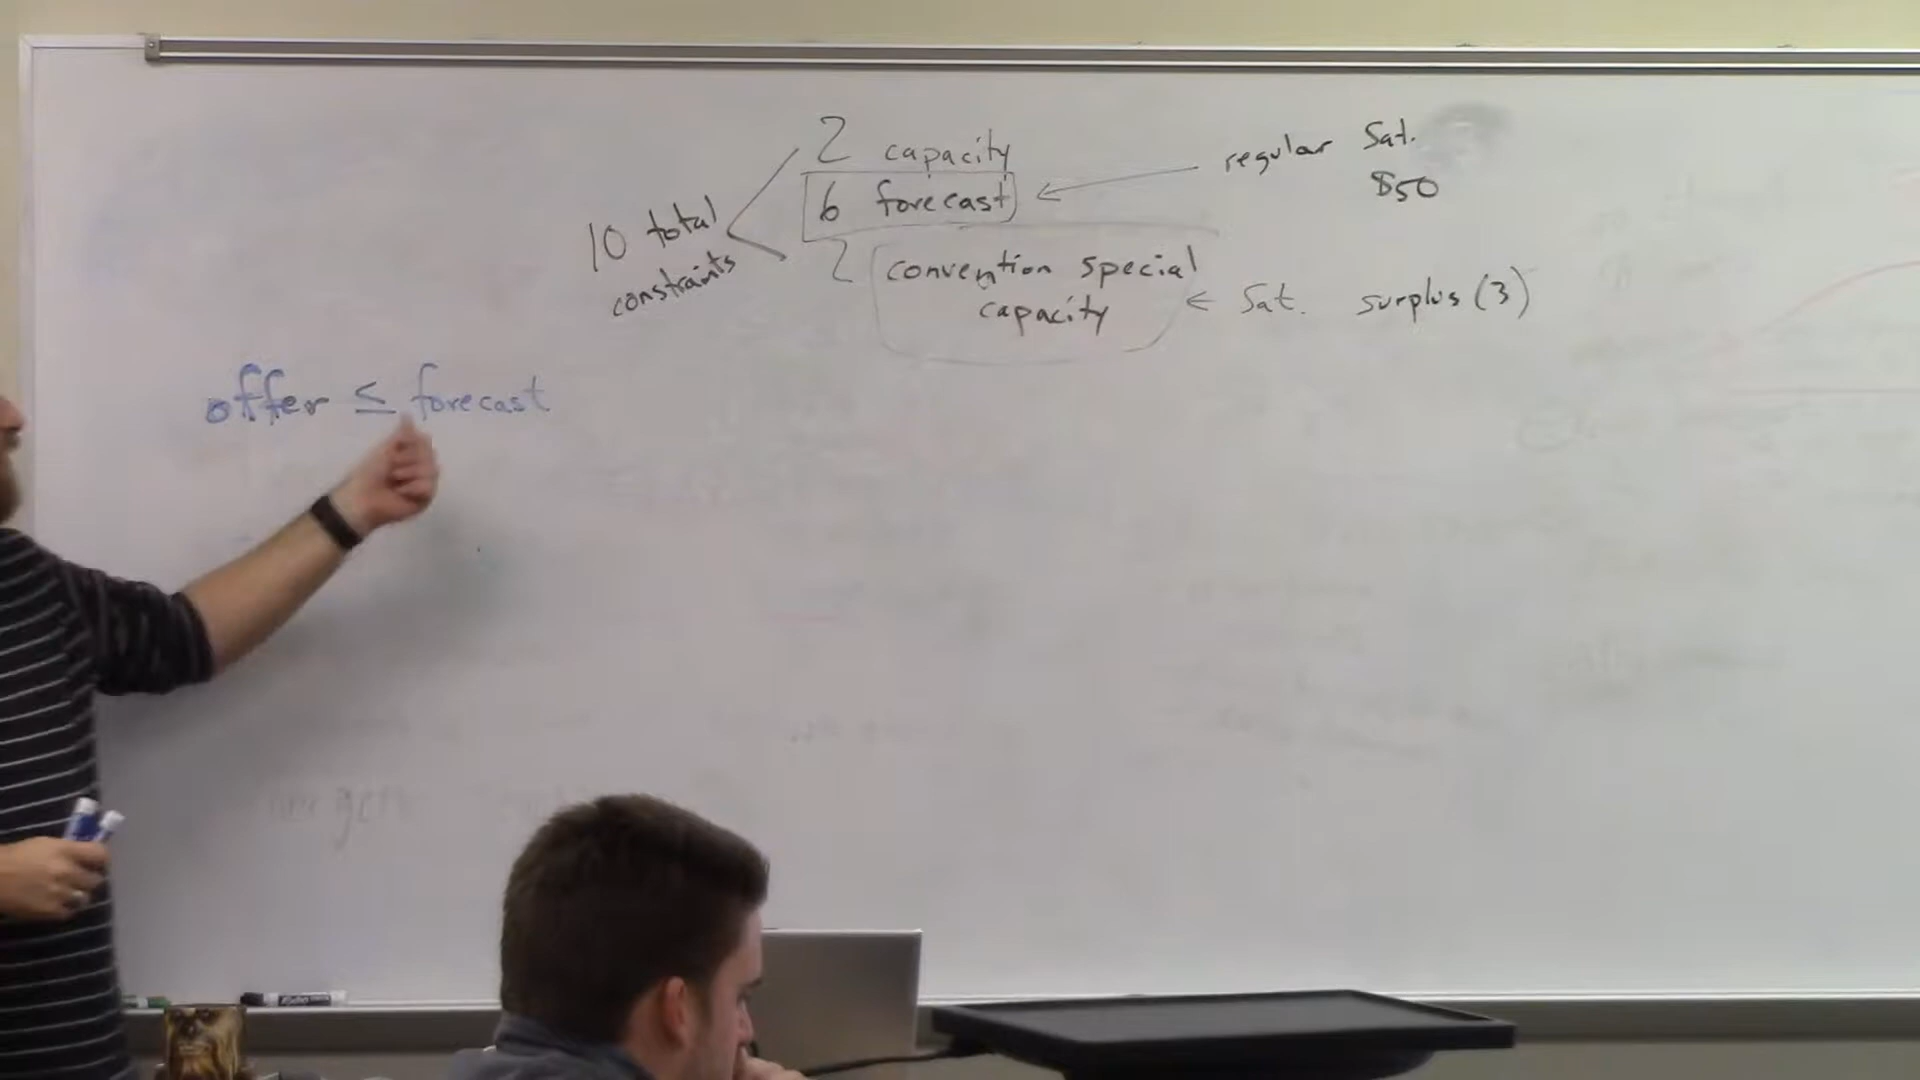 2 capacity
6 forecast
2 convention special
capacity
10 total
constraints
regular Sat.
$50
← Sat. surplus (3)
offer ≤ forecast